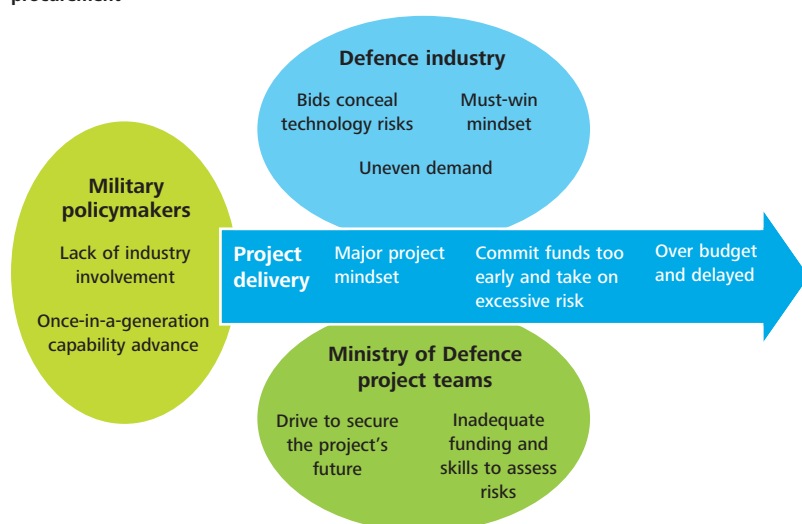 procurement
Defence industry
Bids conceal
technology risks
Must-win
mindset
Uneven demand
Military
policymakers
Lack of industry
involvement
Once-in-a-generation
capability advance
Project
delivery
Major project
mindset
Commit funds too
early and take on
excessive risk
Over budget
and delayed
Ministry of Defence
project teams
Drive to secure
the project's
future
Inadequate
funding and
skills to assess
risks